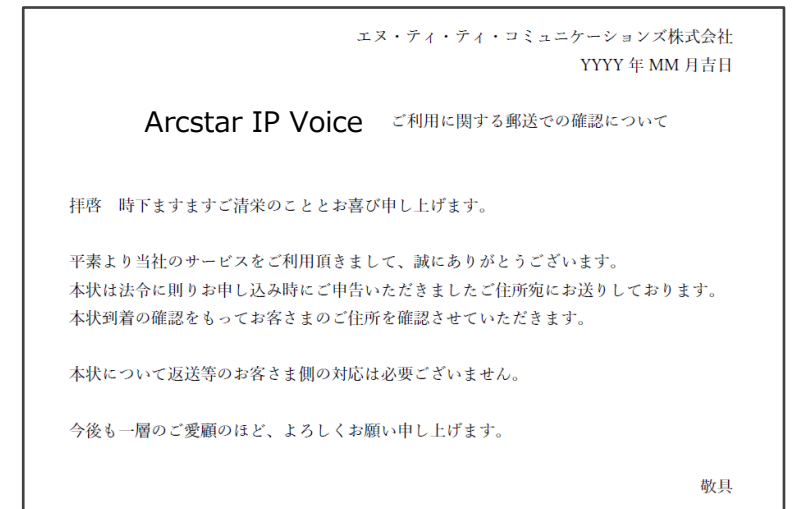 エヌ・ティ・ティ・コミュニケーションズ株式会社
YYYY 年 MM 月吉日
Arcstar IP Voice ご利用に関する郵送での確認について
拝啓　時下ますますご清栄のこととお喜び申し上げます。
平素より当社のサービスをご利用頂きまして、誠にありがとうございます。
本状は法令に則りお申し込み時にご申告いただきましたご住所宛にお送りしております。
本状到着の確認をもってお客さまのご住所を確認させていただきます。
本状について返送等のお客さま側の対応は必要ございません。
今後も一層のご愛顧のほど、よろしくお願い申し上げます。
敬具